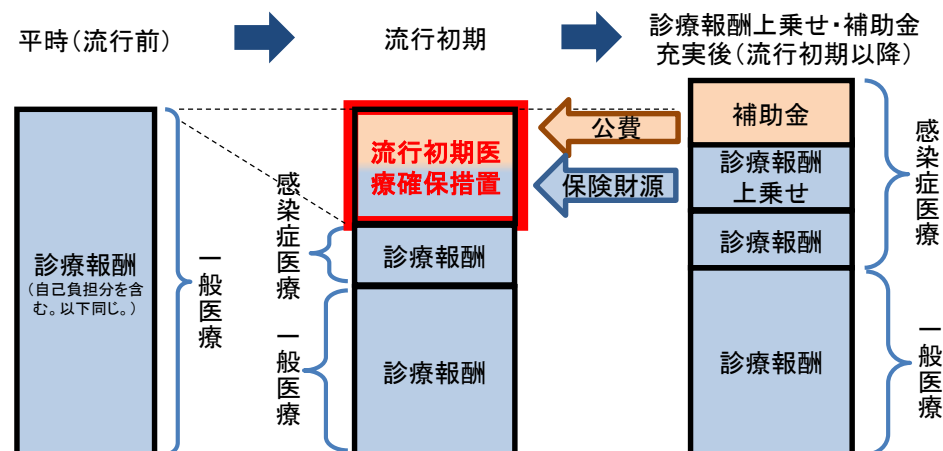 平時(流行前)
流行初期
診療報酬上乗せ・補助金
充実後(流行初期以降)
診療報酬
(自己負担分を含
む。以下同じ。)
一般医療
流行初期医
療確保措置
診療報酬
診療報酬
感染症医療
一般医療
公費
保険財源
補助金
診療報酬
上乗せ
診療報酬
診療報酬
感染症医療
一般医療